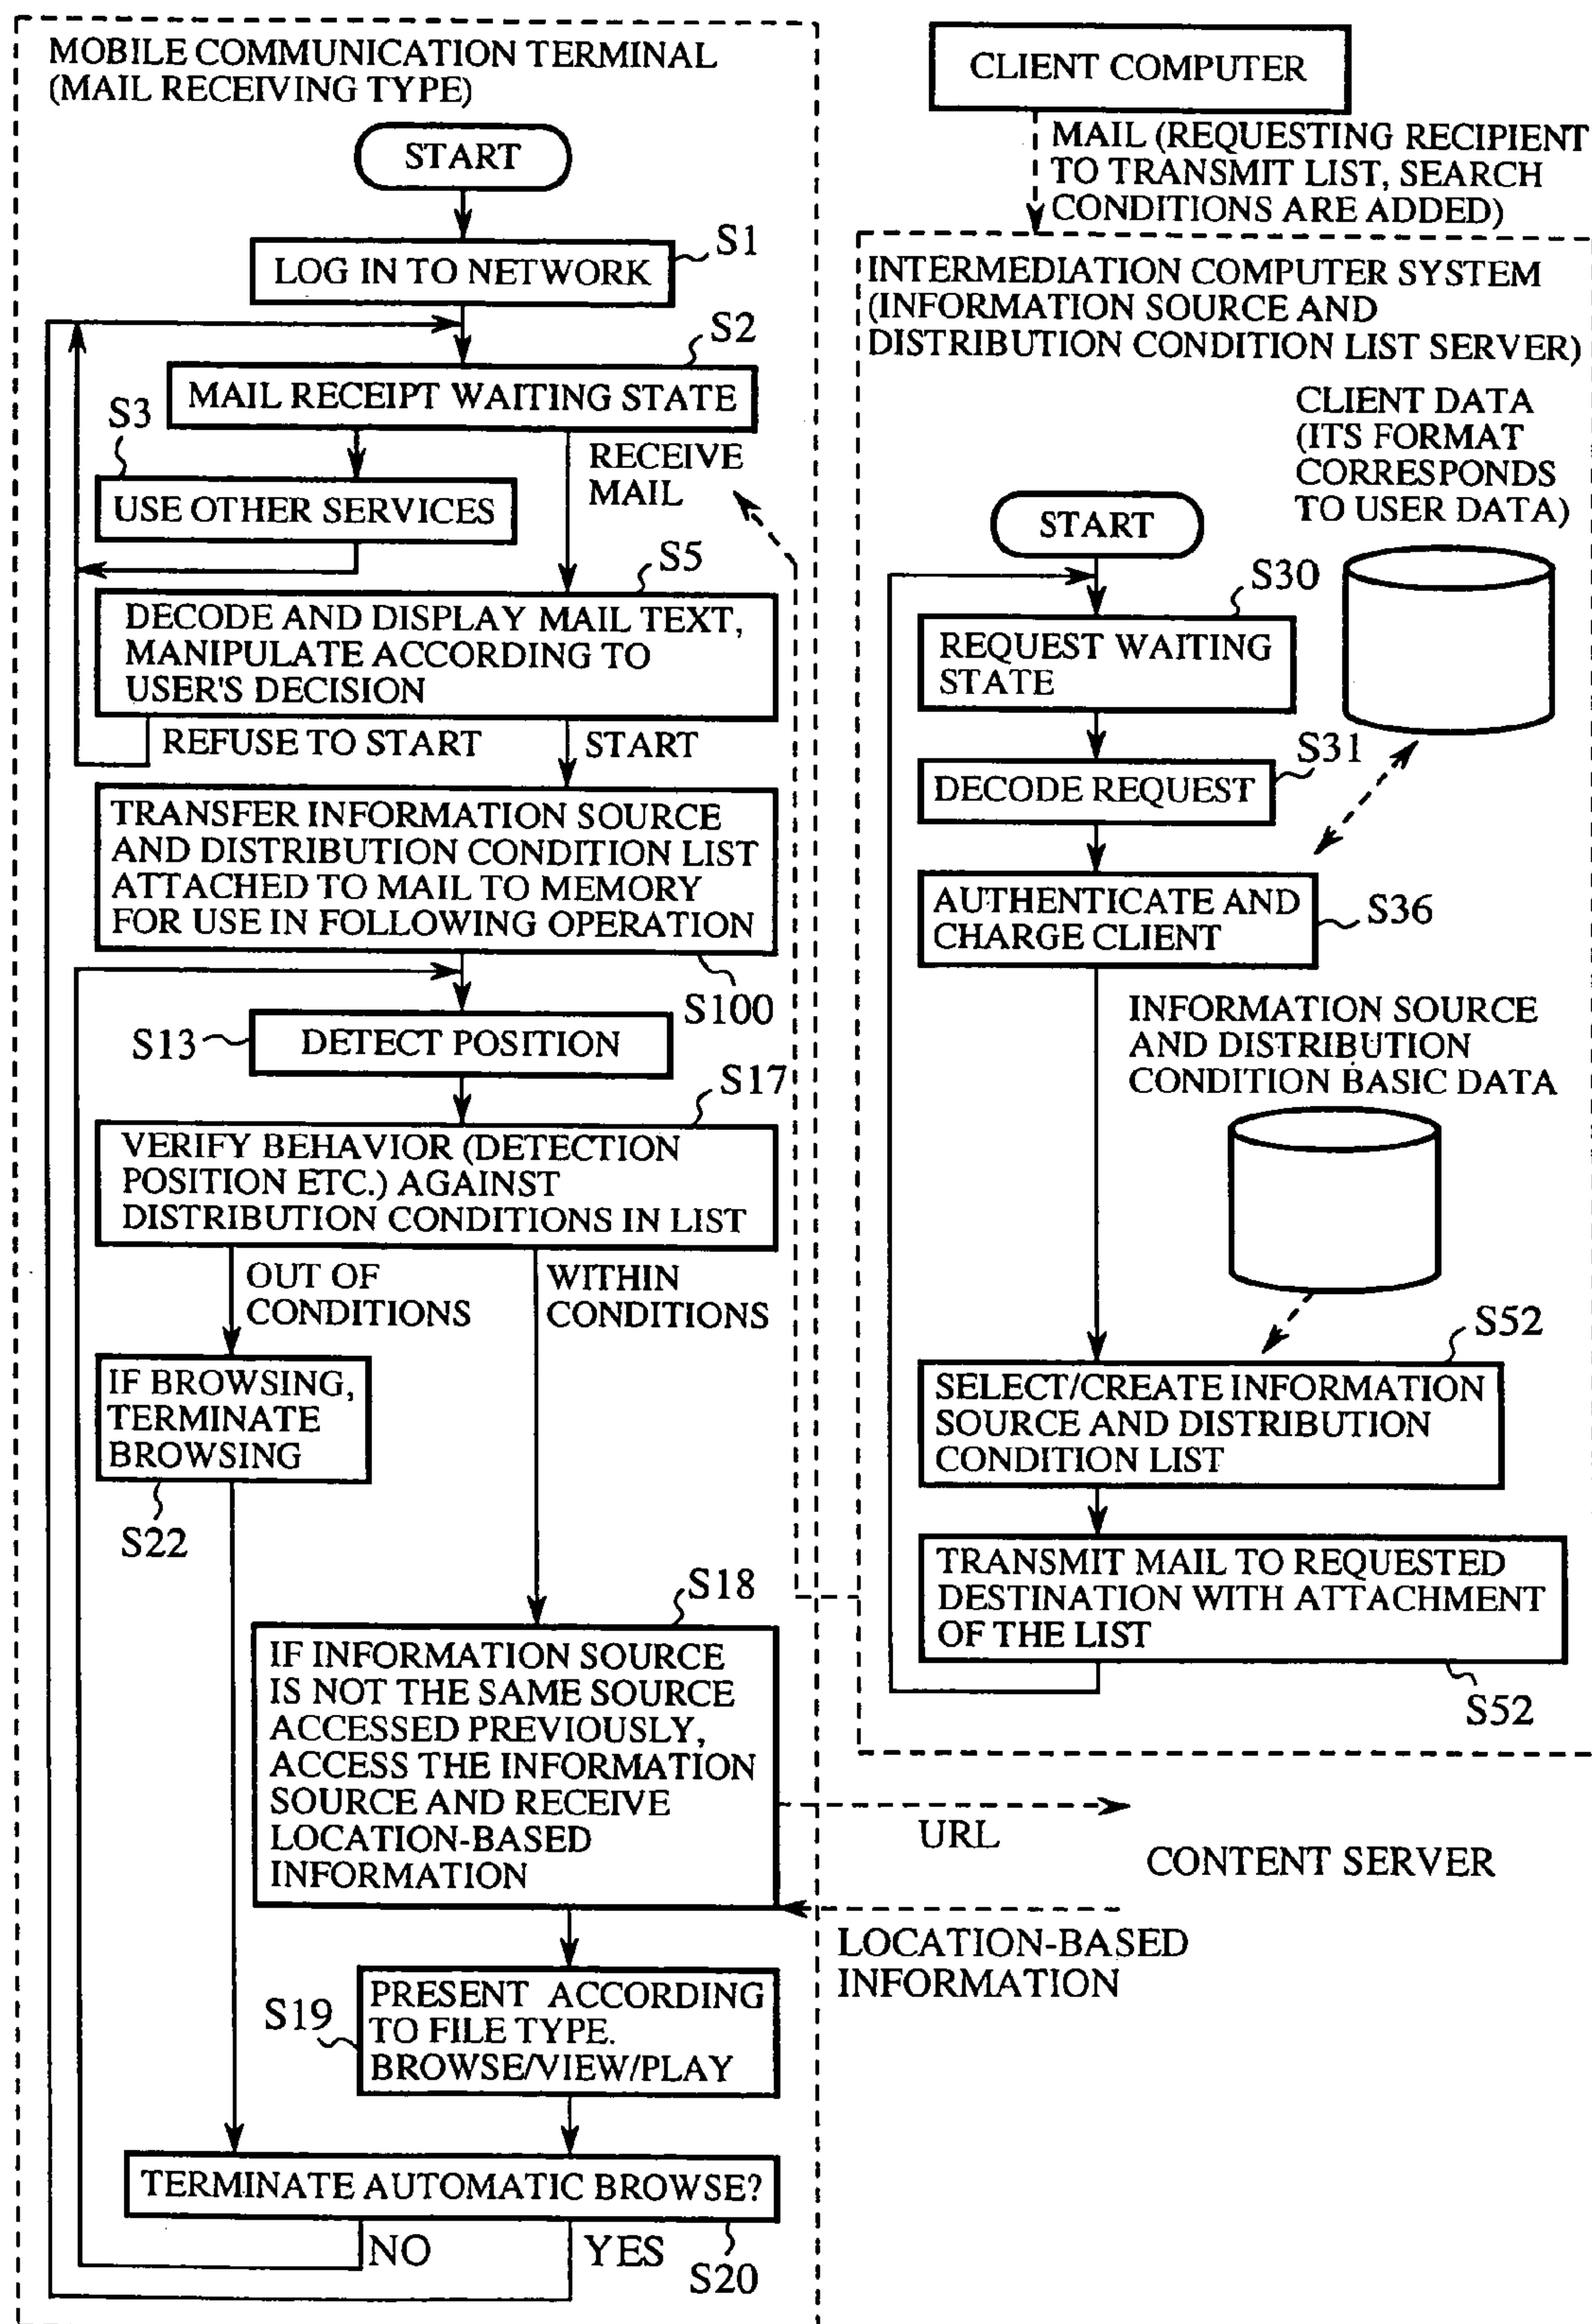 MOBILE COMMUNICATION TERMINAL
(MAIL RECEIVING TYPE)
START
S1
LOG IN TO NETWORK
S2
MAIL RECEIPT WAITING STATE
S3
RECEIVE
MAIL
USE OTHER SERVICES
S5
DECODE AND DISPLAY MAIL TEXT,
MANIPULATE ACCORDING TO
USER'S DECISION
REFUSE TO START
START
TRANSFER INFORMATION SOURCE
AND DISTRIBUTION CONDITION LIST
ATTACHED TO MAIL TO MEMORY
FOR USE IN FOLLOWING OPERATION
S100
S13
DETECT POSITION
S17
VERIFY BEHAVIOR (DETECTION
POSITION ETC.) AGAINST
DISTRIBUTION CONDITIONS IN LIST
OUT OF
CONDITIONS
WITHIN
CONDITIONS
IF BROWSING,
TERMINATE
BROWSING
S22
S18
IF INFORMATION SOURCE
IS NOT THE SAME SOURCE
ACCESSED PREVIOUSLY,
ACCESS THE INFORMATION
SOURCE AND RECEIVE
LOCATION-BASED
INFORMATION
S19
PRESENT ACCORDING
TO FILE TYPE.
BROWSE/VIEW/PLAY
TERMINATE AUTOMATIC BROWSE?
NO
YES
S20
CLIENT COMPUTER
MAIL (REQUESTING RECIPIENT
TO TRANSMIT LIST, SEARCH
CONDITIONS ARE ADDED)
INTERMEDIATION COMPUTER SYSTEM
(INFORMATION SOURCE AND
DISTRIBUTION CONDITION LIST SERVER)
CLIENT DATA
(ITS FORMAT
CORRESPONDS
TO USER DATA)
START
S30
REQUEST WAITING
STATE
S31
DECODE REQUEST
AUTHENTICATE AND
CHARGE CLIENT
S36
INFORMATION SOURCE
AND DISTRIBUTION
CONDITION BASIC DATA
S52
SELECT/CREATE INFORMATION
SOURCE AND DISTRIBUTION
CONDITION LIST
TRANSMIT MAIL TO REQUESTED
DESTINATION WITH ATTACHMENT
OF THE LIST
S52
URL
CONTENT SERVER
LOCATION-BASED
INFORMATION